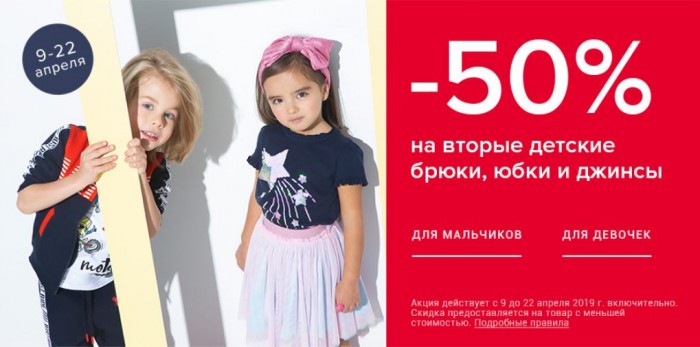 9-22
апреля
-50%
на вторые детские
брюки, юбки и джинсы
ДЛЯ МАЛЬЧИКОВ
ДЛЯ ДЕВОЧЕК
Акция действует с 9 до 22 апреля 2019 г. включительно.
Скидка предоставляется на товар с меньшей
стоимостью. Подробные правила